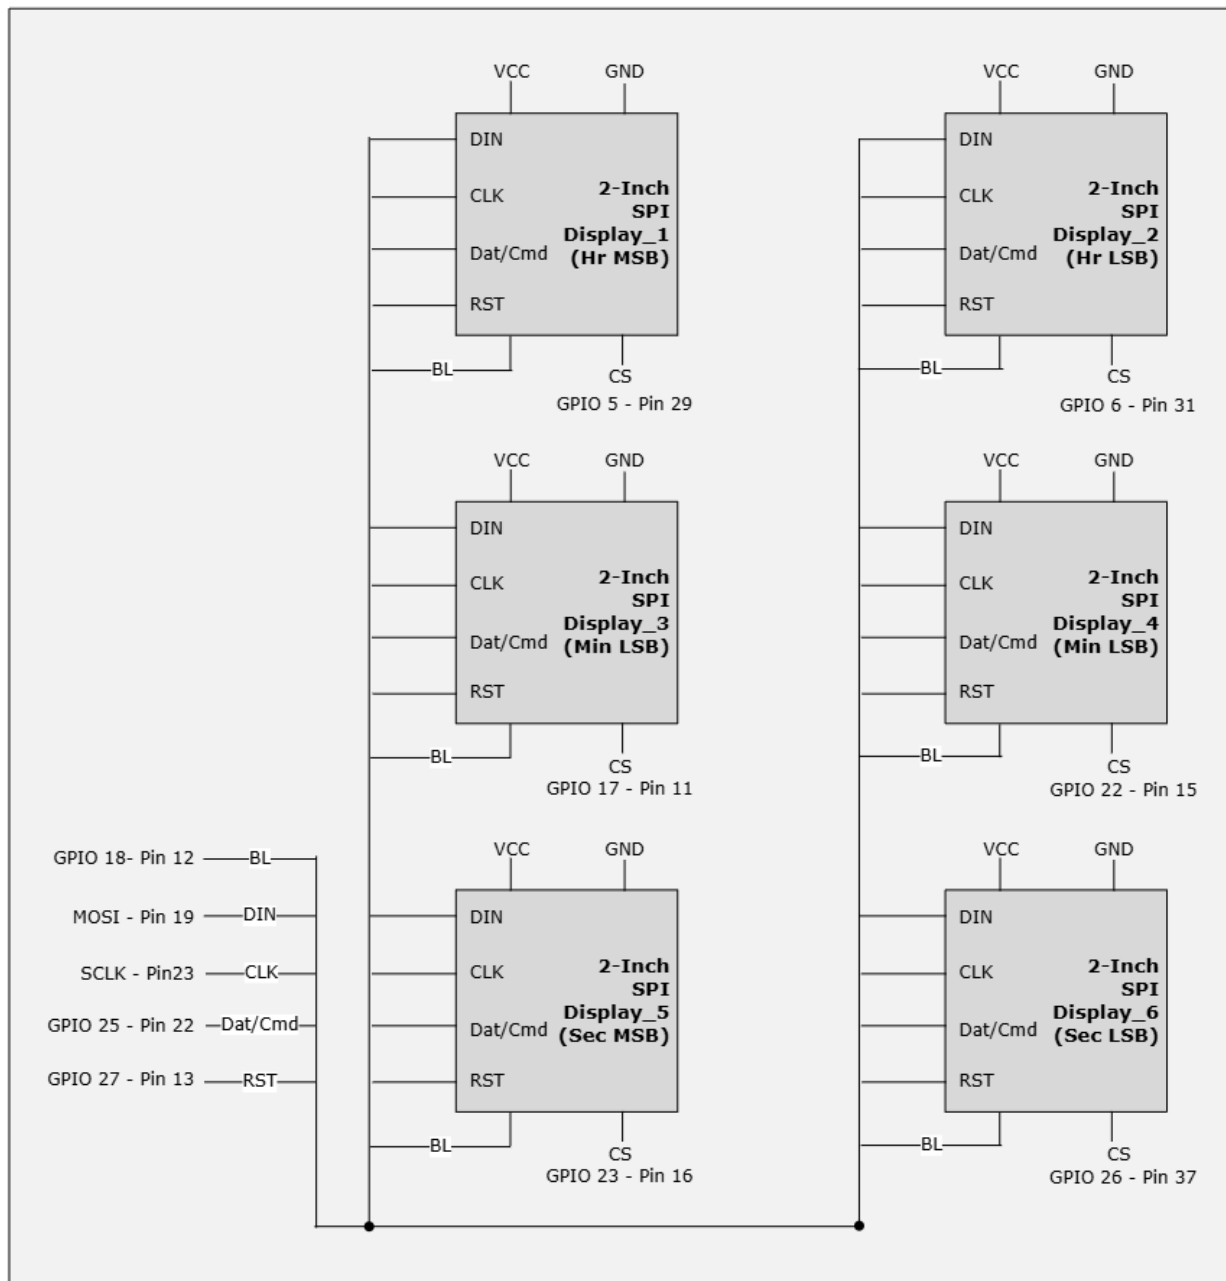 VCC GND
DIN
CLK
Dat/Cmd
RST
2-Inch
SPI
Display_1
(Hr MSB)
BL
CS
GPIO 5 - Pin 29
VCC GND
DIN
CLK
Dat/Cmd
RST
2-Inch
SPI
Display_2
(Hr LSB)
BL
CS
GPIO 6 - Pin 31
VCC GND
DIN
CLK
Dat/Cmd
RST
2-Inch
SPI
Display_3
(Min LSB)
BL
CS
GPIO 17 - Pin 11
VCC GND
DIN
CLK
Dat/Cmd
RST
2-Inch
SPI
Display_4
(Min LSB)
BL
CS
GPIO 22 - Pin 15
GPIO 18- Pin 12 BL
MOSI - Pin 19 DIN
SCLK - Pin23 CLK
GPIO 25 - Pin 22 Dat/Cmd
GPIO 27 - Pin 13 RST
VCC GND
DIN
CLK
Dat/Cmd
RST
2-Inch
SPI
Display_5
(Sec MSB)
BL
CS
GPIO 23 - Pin 16
VCC GND
DIN
CLK
Dat/Cmd
RST
2-Inch
SPI
Display_6
(Sec LSB)
BL
CS
GPIO 26 - Pin 37